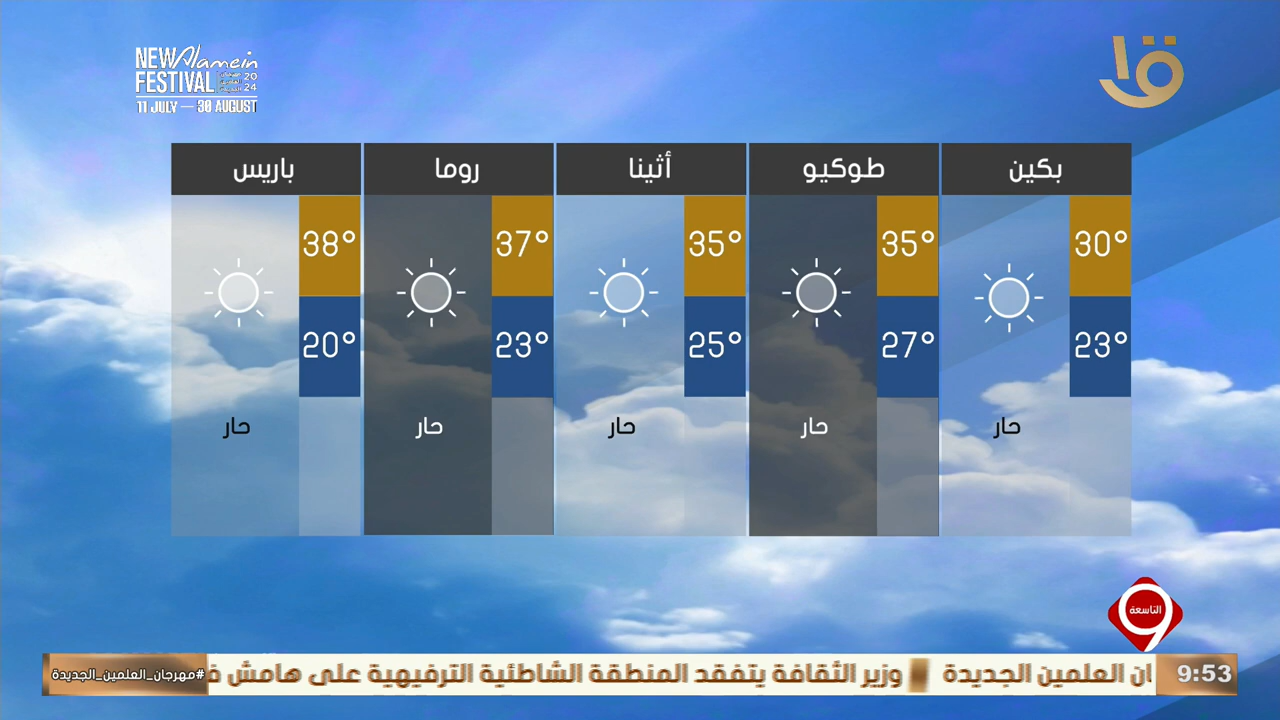 NEW Alamein
FESTIVAL 20
24
11 JULY — 30 AUGUST
بكين
طوكيو
أثينا
روما
باريس
30° 35° 35° 37° 38°
23° 27° 25° 23° 20°
حار حار حار حار حار
التاسعة
9
9:53
ان العلمين الجديدة وزير الثقافة يتفقد المنطقة الشاطئية الترفيهية على هامش
#مهرجان_العلمين_الجديدة